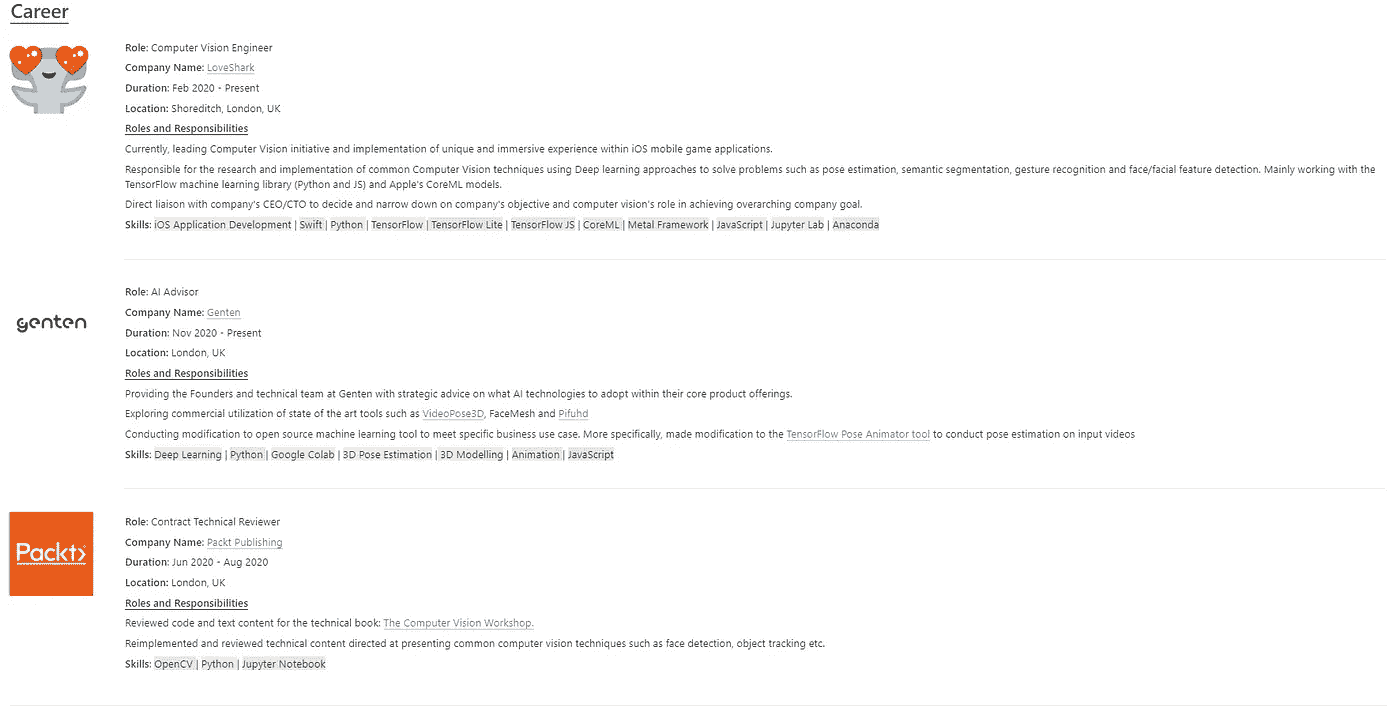 Career
Role: Computer Vision Engineer
Company Name: LoveShark
Duration: Feb 2020 - Present
Location: Shoreditch, London, UK
Roles and Responsibilities
Currently, leading Computer Vision initiative and implementation of unique and immersive experience within iOS mobile game applications.
Responsible for the research and implementation of common Computer Vision techniques using Deep learning approaches to solve problems such as pose estimation, semantic segmentation, gesture recognition and face/facial feature detection. Mainly working with the
TensorFlow machine learning library (Python and JS) and Apple's CoreML models.
Direct liaison with company's CEO/CTO to decide and narrow down on company's objective and computer vision's role in achieving overarching company goal.
Skills: iOS Application Development | Swift | Python | TensorFlow | TensorFlow Lite | TensorFlow JS | CoreML | Metal Framework | JavaScript | Jupyter Lab | Anaconda
genten
Role: AI Advisor
Company Name: Genten
Duration: Nov 2020 - Present
Location: London, UK
Roles and Responsibilities
Providing the Founders and technical team at Genten with strategic advice on what AI technologies to adopt within their core product offerings.
Exploring commercial utilization of state of the art tools such as VideoPose3D, FaceMesh and Pifuhd
Conducting modification to open source machine learning tool to meet specific business use case. More specifically, made modification to the TensorFlow Pose Animator tool to conduct pose estimation on input videos
Skills: Deep Learning | Python | Google Colab | 3D Pose Estimation | 3D Modelling | Animation | JavaScript
Packt>
Role: Contract Technical Reviewer
Company Name: Packt Publishing
Duration: Jun 2020 - Aug 2020
Location: London, UK
Roles and Responsibilities
Reviewed code and text content for the technical book: The Computer Vision Workshop.
Reimplemented and reviewed technical content directed at presenting common computer vision techniques such as face detection, object tracking etc.
Skills: OpenCV | Python | Jupyter Notebook